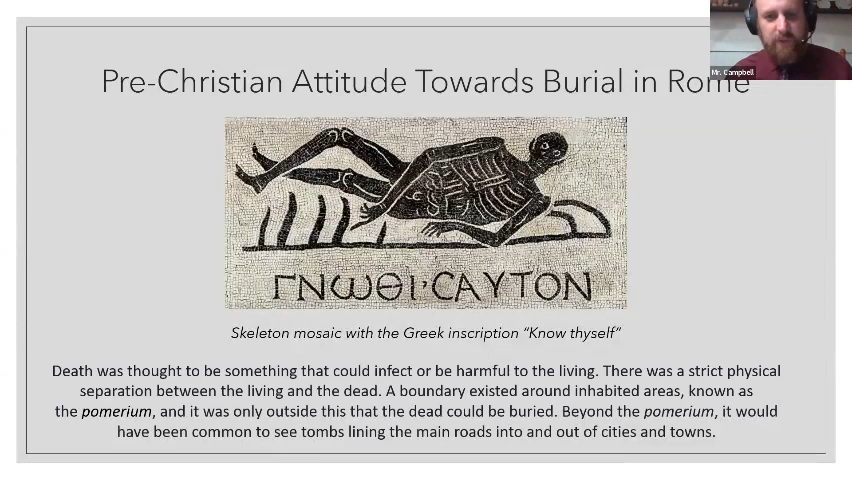 Pre-Christian Attitude Towards Burial in Rome
Mr. Campbell
ΓΝΩΘΙ·CΑΥΤΟΝ
Skeleton mosaic with the Greek inscription “Know thyself”
Death was thought to be something that could infect or be harmful to the living. There was a strict physical
separation between the living and the dead. A boundary existed around inhabited areas, known as
the pomerium, and it was only outside this that the dead could be buried. Beyond the pomerium, it would
have been common to see tombs lining the main roads into and out of cities and towns.